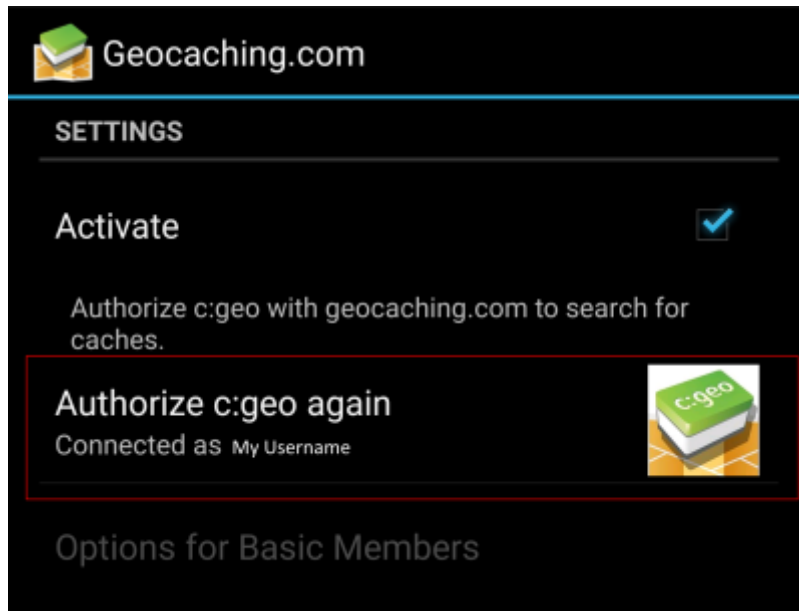 Geocaching.com
SETTINGS
Activate
Authorize c:geo with geocaching.com to search for
caches.
Authorize c:geo again
c:geo
Connected as My Username
Options for Basic Members